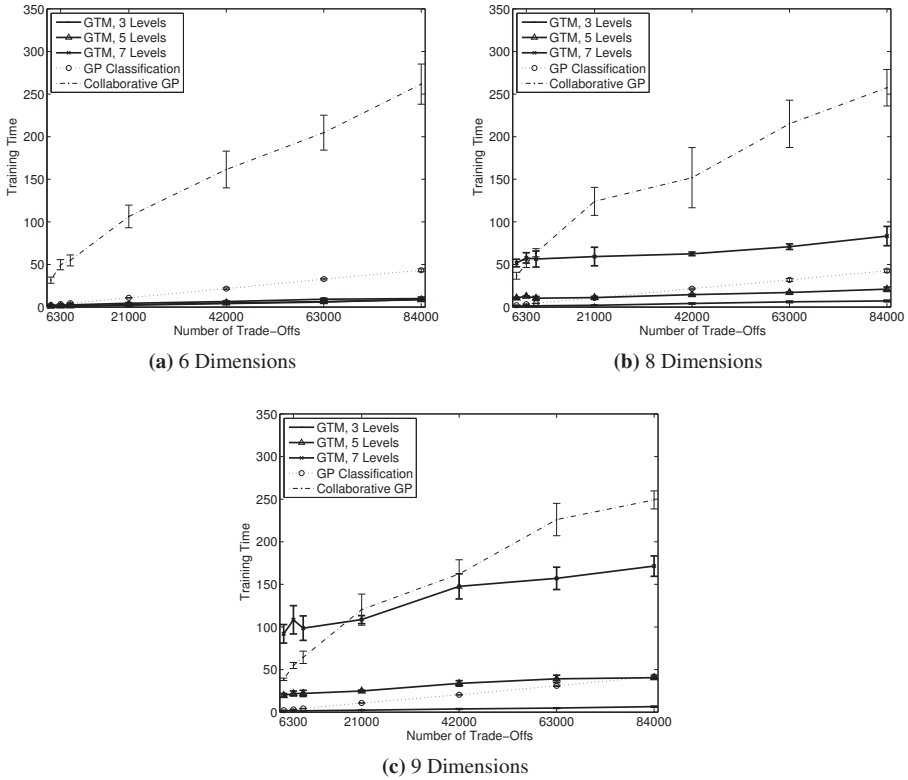 350
300
250
200
150
100
50
0
Training Time
GTM, 3 Levels
GTM, 5 Levels
GTM, 7 Levels
GP Classification
Collaborative GP
6300 21000 42000 63000 84000
Number of Trade-Offs
(a) 6 Dimensions
350
300
250
200
150
100
50
0
Training Time
GTM, 3 Levels
GTM, 5 Levels
GTM, 7 Levels
GP Classification
Collaborative GP
6300 21000 42000 63000 84000
Number of Trade-Offs
(b) 8 Dimensions
350
300
250
200
150
100
50
0
Training Time
GTM, 3 Levels
GTM, 5 Levels
GTM, 7 Levels
GP Classification
Collaborative GP
6300 21000 42000 63000 84000
Number of Trade-Offs
(c) 9 Dimensions